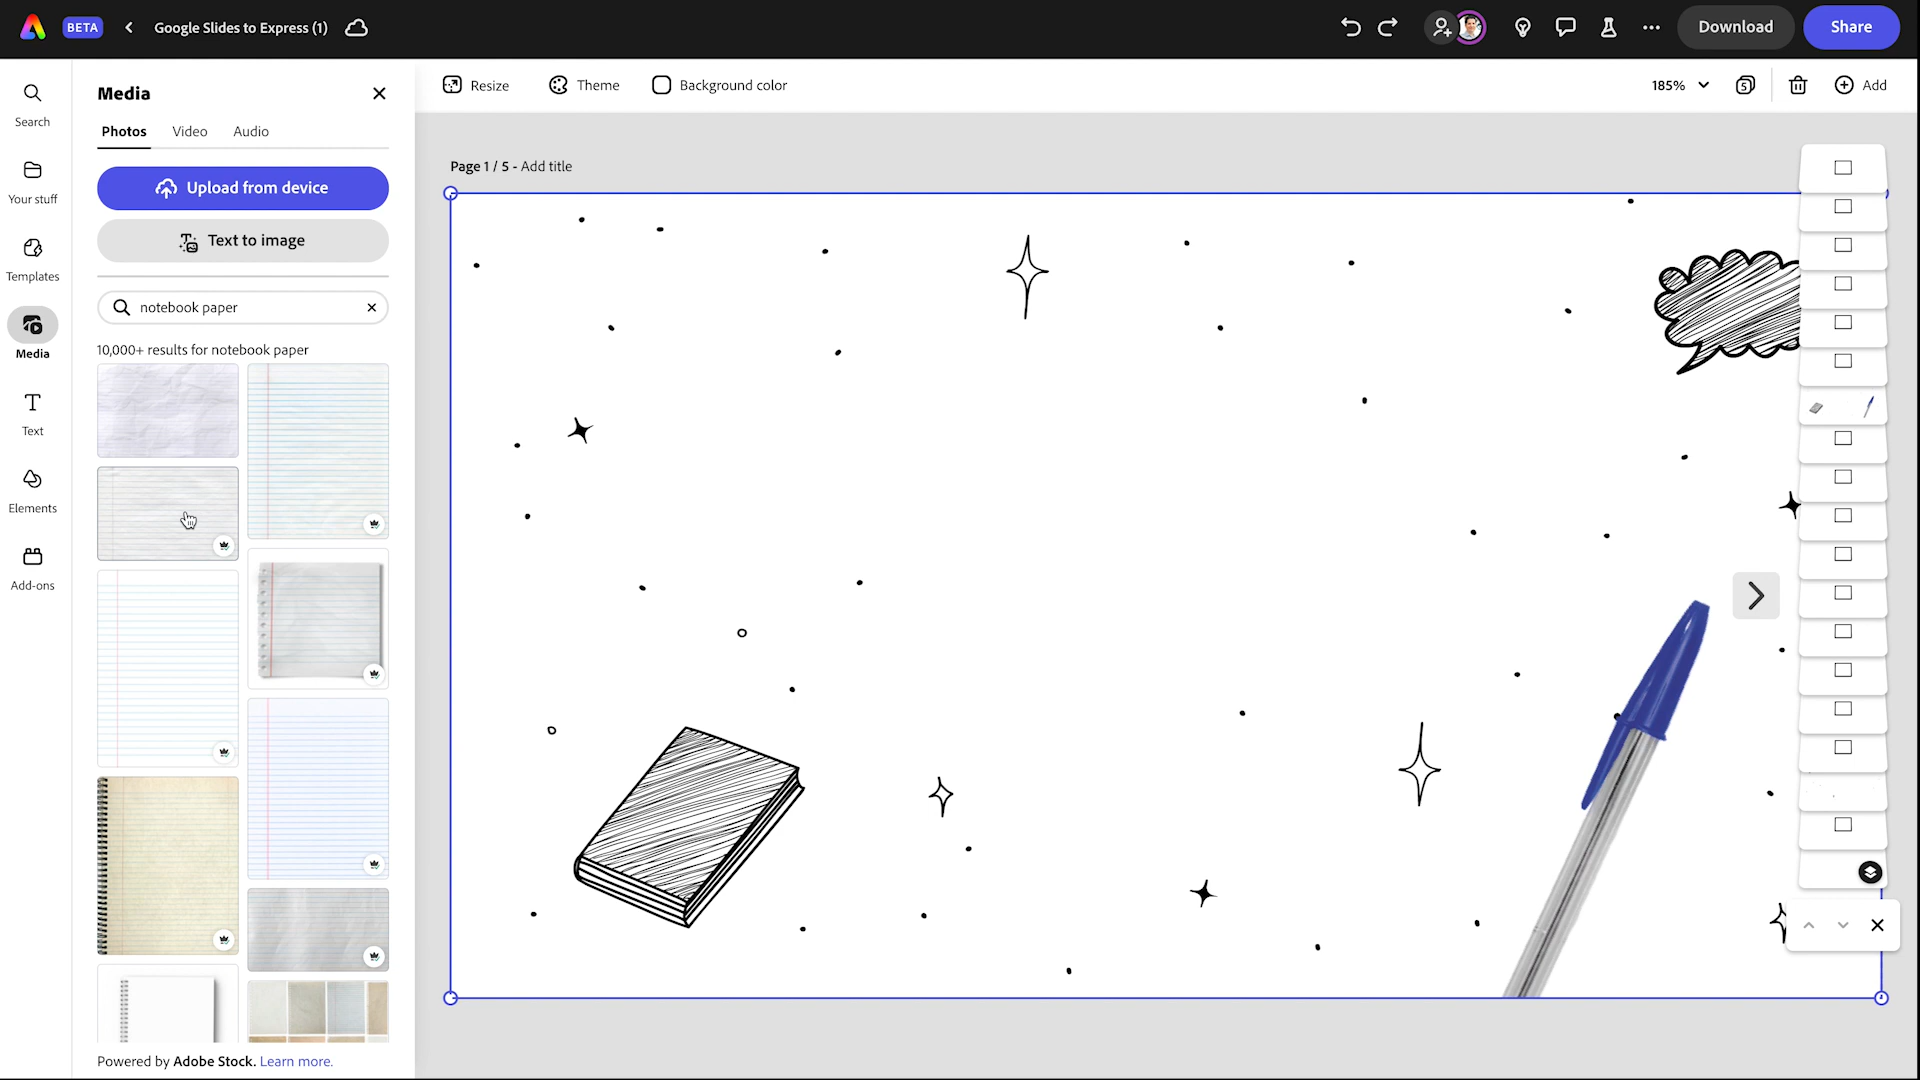 BETA
Google Slides to Express (1)
Download
Share
Search
Your stuff
Templates
Media
Text
Elements
Add-ons
Media
Photos
Video
Audio
Upload from device
Text to image
notebook paper
10,000+ results for notebook paper
Powered by Adobe Stock. Learn more.
Resize
Theme
Background color
185%
5
Add
Page 1 / 5 - Add title